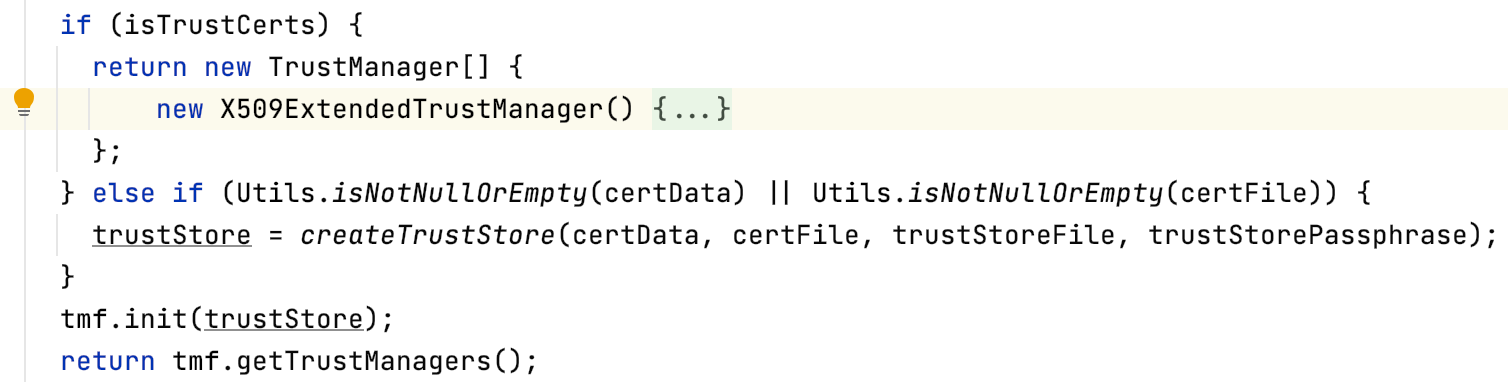 if (isTrustCerts) {
return new TrustManager[] {
new X509ExtendedTrustManager() {...}
};
} else if (Utils.isNotNullOrEmpty(certData) || Utils.isNotNullOrEmpty(certFile)) {
trustStore = createTrustStore(certData, certFile, trustStoreFile, trustStorePassphrase);
}
tmf.init(trustStore);
return tmf.getTrustManagers();